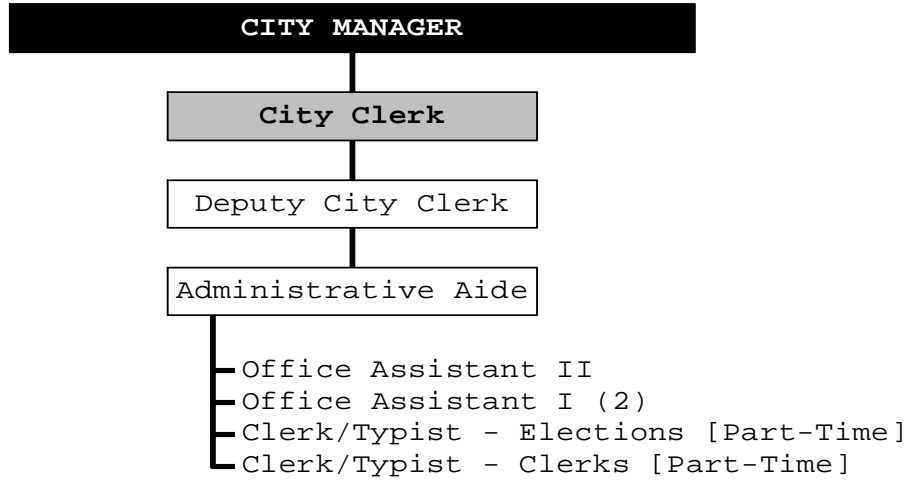 CITY MANAGER
City Clerk
Deputy City Clerk
Administrative Aide
Office Assistant II
Office Assistant I (2)
Clerk/Typist - Elections [Part-Time]
Clerk/Typist - Clerks [Part-Time]